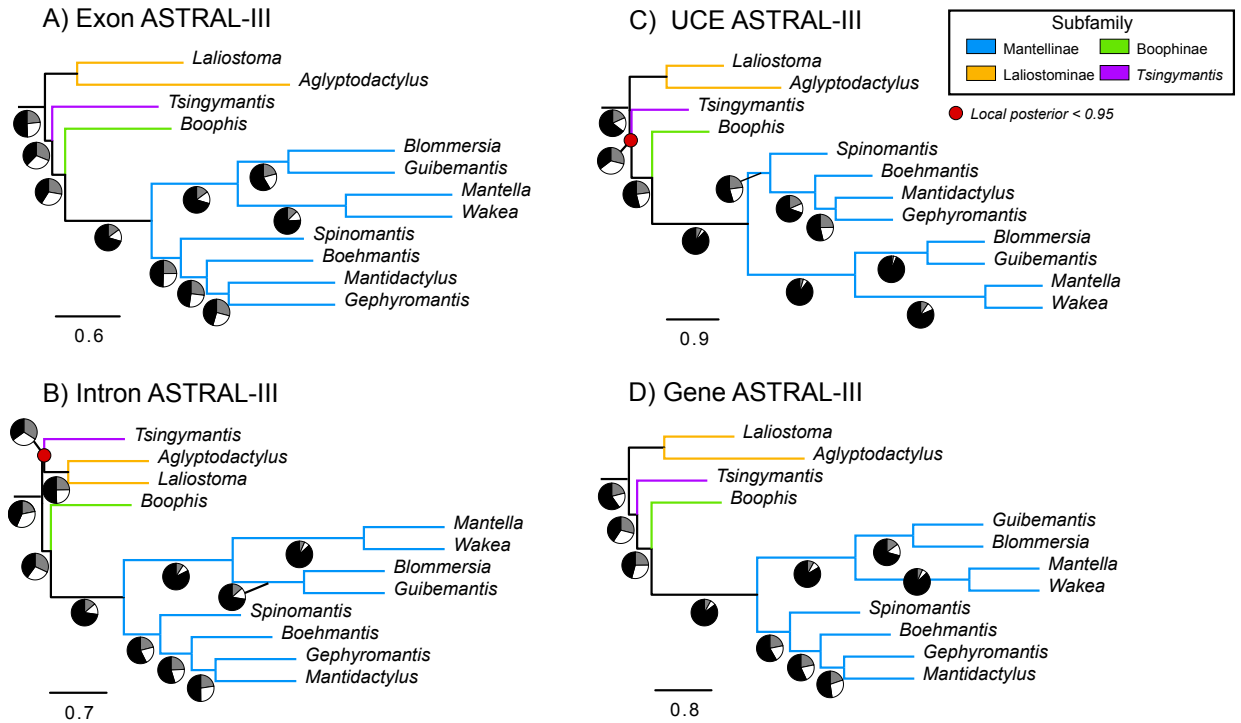 A) Exon ASTRAL-III
Laliostoma
Aglyptodactylus
Tsingymantis
Boophis
Blommersia
Guibemantis
Mantella
Wakea
Spinomantis
Boehmantis
Mantidactylus
Gephyromantis
0.6
C) UCE ASTRAL-III
Laliostoma
Aglyptodactylus
Tsingymantis
Boophis
Spinomantis
Boehmantis
Mantidactylus
Gephyromantis
Blommersia
Guibemantis
Mantella
Wakea
0.9
Subfamily
Mantellinae
Boophinae
Laliostominae
Tsingymantis
Local posterior < 0.95
B) Intron ASTRAL-III
Tsingymantis
Aglyptodactylus
Laliostoma
Boophis
Mantella
Wakea
Blommersia
Guibemantis
Spinomantis
Boehmantis
Gephyromantis
Mantidactylus
0.7
D) Gene ASTRAL-III
Laliostoma
Aglyptodactylus
Tsingymantis
Boophis
Guibemantis
Blommersia
Mantella
Wakea
Spinomantis
Boehmantis
Gephyromantis
Mantidactylus
0.8